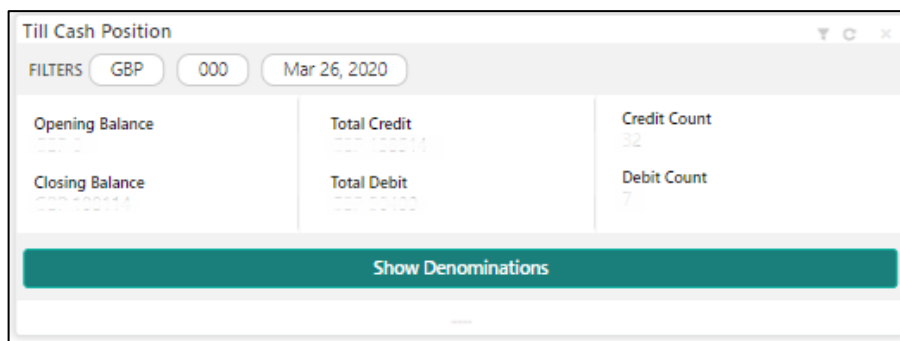 Till Cash Position
FILTERS GBP 000 Mar 26, 2020
Opening Balance Total Credit Credit Count
32
Closing Balance Total Debit Debit Count
7
Show Denominations